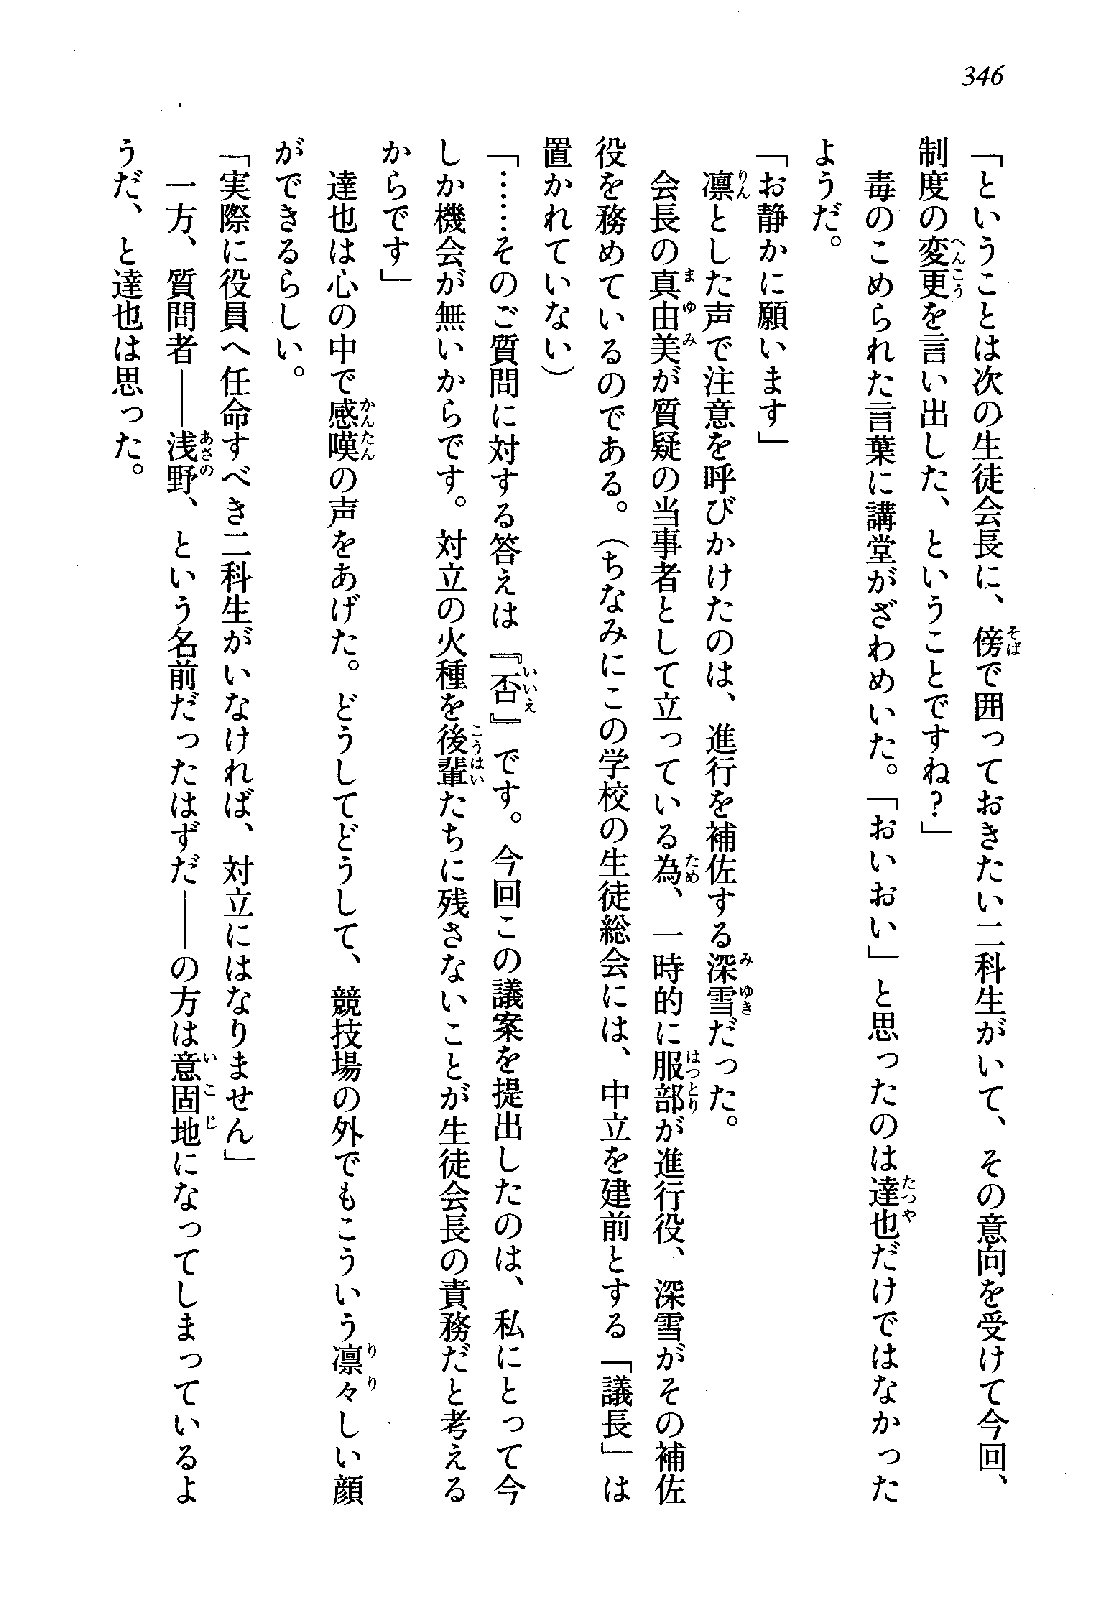 346
「ということは次の生徒会長に、傍で囲っておきたい二科生がいて、その意向を受けて今回、
制度の変更を言い出した、ということですね？」
毒のこめられた言葉に講堂がざわめいた。「おいおい」と思ったのは達也だけではなかった
ようだ。
「お静かに願います」
凛とした声で注意を呼びかけたのは、進行を補佐する深雪だった。
会長の真由美が質疑の当事者として立っている為、一時的に服部が進行役、深雪がその補佐
役を務めているのである。（ちなみにこの学校の生徒総会には、中立を建前とする「議長」は
置かれていない）
「……そのご質問に対する答えは『否』です。今回この議案を提出したのは、私にとって今
しか機会が無いからです。対立の火種を後輩たちに残さないことが生徒会長の責務だと考える
からです」
達也は心の中で感嘆の声をあげた。どうしてどうして、競技場の外でもこういう凛々しい顔
ができるらしい。
「実際に役員へ任命すべき二科生がいなければ、対立にはなりません」
一方、質問者──浅野、という名前だったはずだ──の方は意固地になってしまっているよ
うだ、と達也は思った。